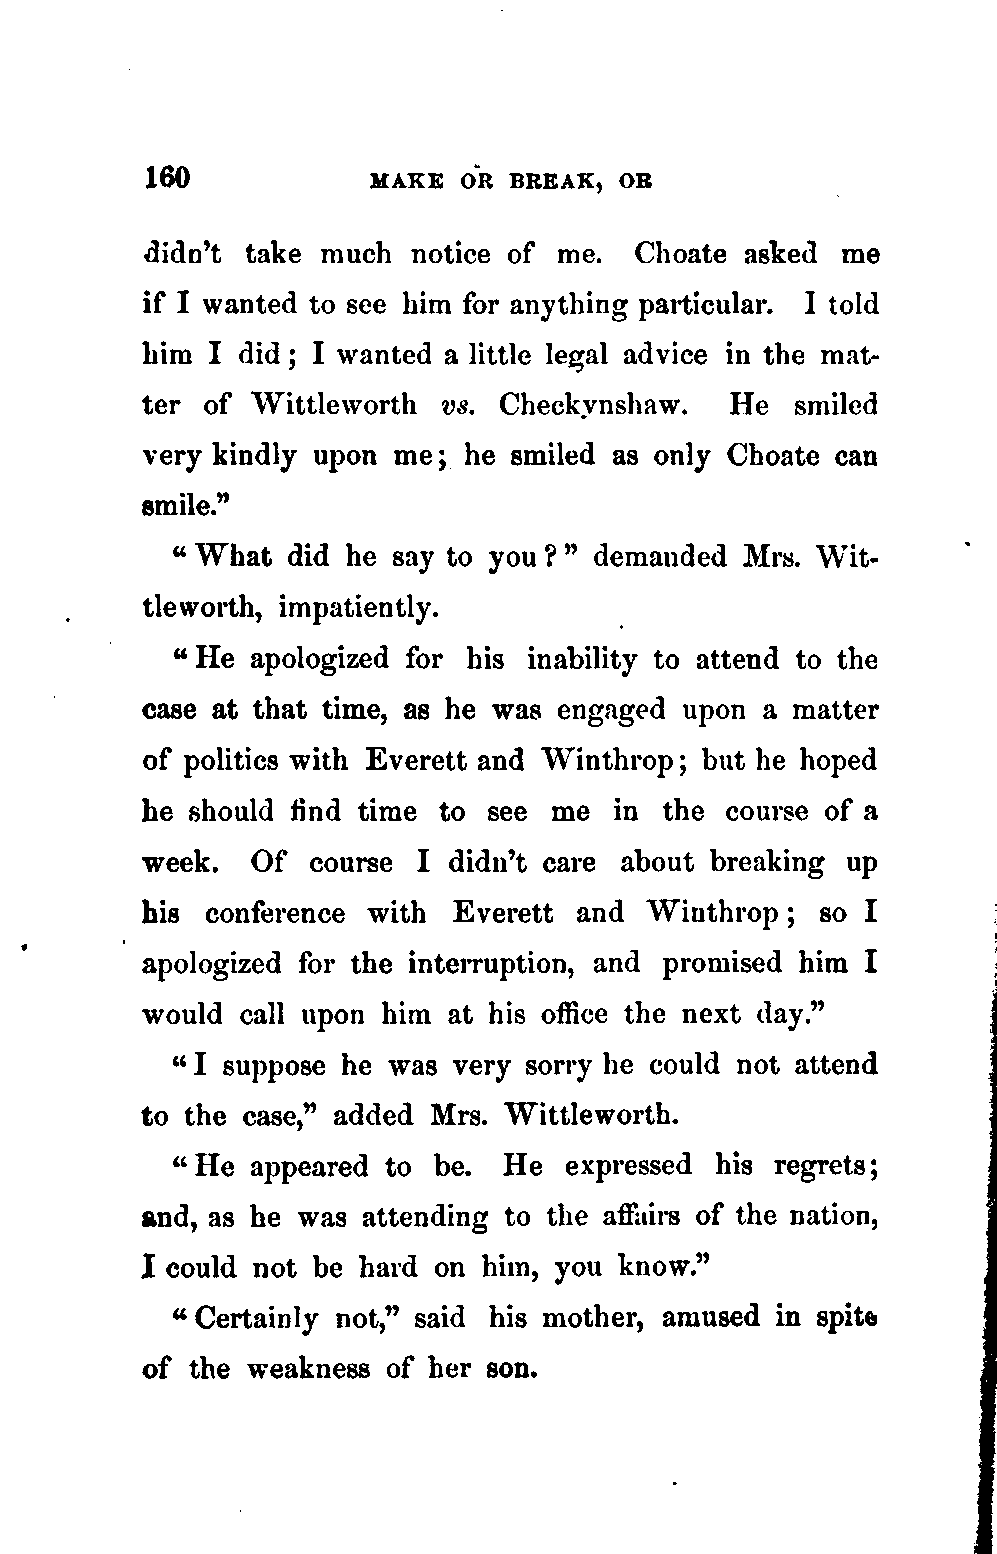 160 MAKE OR BREAK, OR
didn't take much notice of me. Choate asked me
if I wanted to see him for anything particular. I told
him I did; I wanted a little legal advice in the mat-
ter of Wittleworth vs. Checkynshaw. He smiled
very kindly upon me; he smiled as only Choate can
smile."
"What did he say to you?" demanded Mrs. Wit-
tleworth, impatiently.
"He apologized for his inability to attend to the
case at that time, as he was engaged upon a matter
of politics with Everett and Winthrop; but he hoped
he should find time to see me in the course of a
week. Of course I didn't care about breaking up
his conference with Everett and Winthrop; so I
apologized for the interruption, and promised him I
would call upon him at his office the next day."
"I suppose he was very sorry he could not attend
to the case," added Mrs. Wittleworth.
"He appeared to be. He expressed his regrets;
and, as he was attending to the affairs of the nation,
I could not be hard on him, you know."
"Certainly not," said his mother, amused in spite
of the weakness of her son.